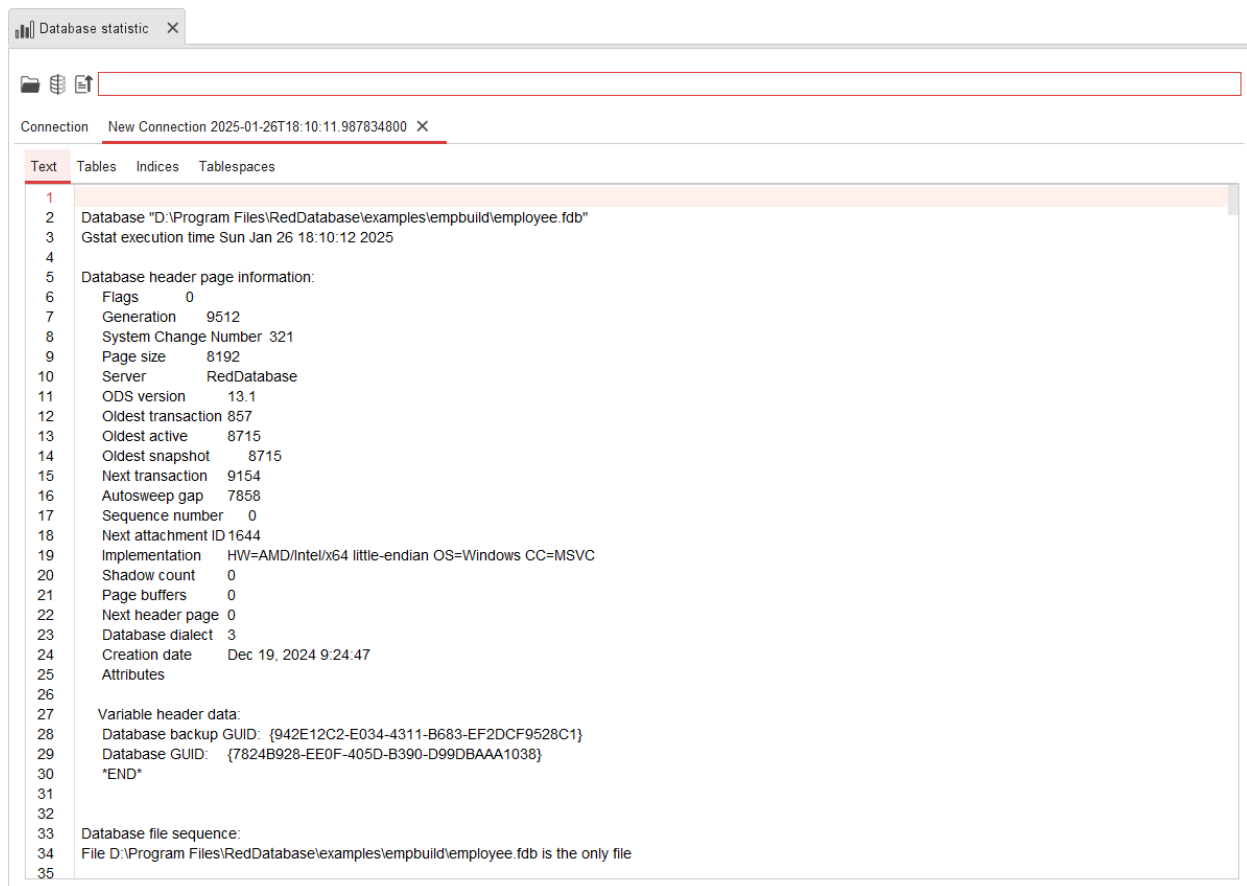 Database statistic
Connection New Connection 2025-01-26T18:10:11.987834800
Text Tables Indices Tablespaces
1
2 Database "D:\Program Files\RedDatabase\examples\empbuild\employee.fdb"
3 Gstat execution time Sun Jan 26 18:10:12 2025
4
5 Database header page information:
6 Flags 0
7 Generation 9512
8 System Change Number 321
9 Page size 8192
10 Server RedDatabase
11 ODS version 13.1
12 Oldest transaction 857
13 Oldest active 8715
14 Oldest snapshot 8715
15 Next transaction 9154
16 Autosweep gap 7858
17 Sequence number 0
18 Next attachment ID 1644
19 Implementation HW=AMD/Intel/x64 little-endian OS=Windows CC=MSVC
20 Shadow count 0
21 Page buffers 0
22 Next header page 0
23 Database dialect 3
24 Creation date Dec 19, 2024 9:24:47
25 Attributes
26
27 Variable header data:
28 Database backup GUID: {942E12C2-E034-4311-B683-EF2DCF9528C1}
29 Database GUID: {7824B928-EE0F-405D-B390-D99DBAAA1038}
30 *END*
31
32
33 Database file sequence:
34 File D:\Program Files\RedDatabase\examples\empbuild\employee.fdb is the only file
35